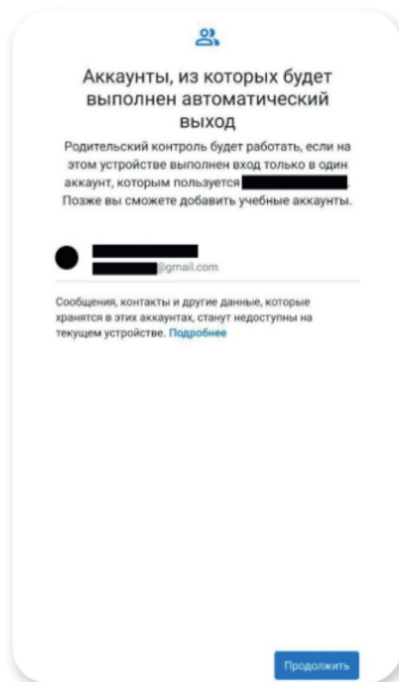 Аккаунты, из которых будет
выполнен автоматический
выход
Родительский контроль будет работать, если на
этом устройстве выполнен вход только в один
аккаунт, которым пользуется
Позже вы сможете добавить учебные аккаунты.
@gmail.com
Сообщения, контакты и другие данные, которые
хранятся в этих аккаунтах, станут недоступны на
текущем устройстве. Подробнее
Продолжить